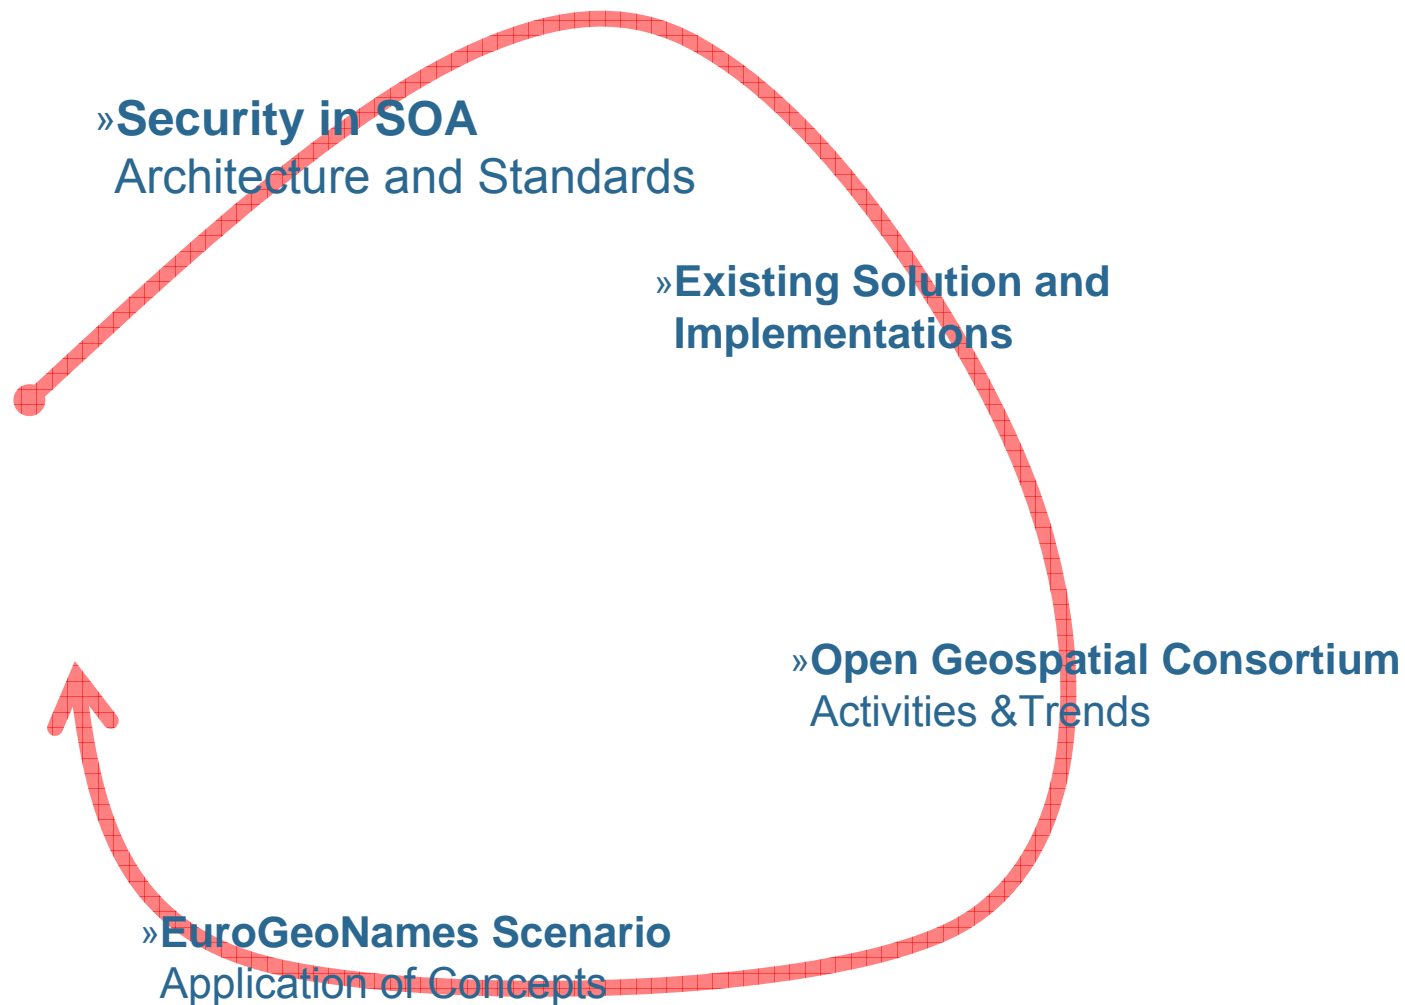 »Security in SOA
Architecture and Standards
»Existing Solution and
Implementations
»Open Geospatial Consortium
Activities &Trends
»EuroGeoNames Scenario
Application of Concepts